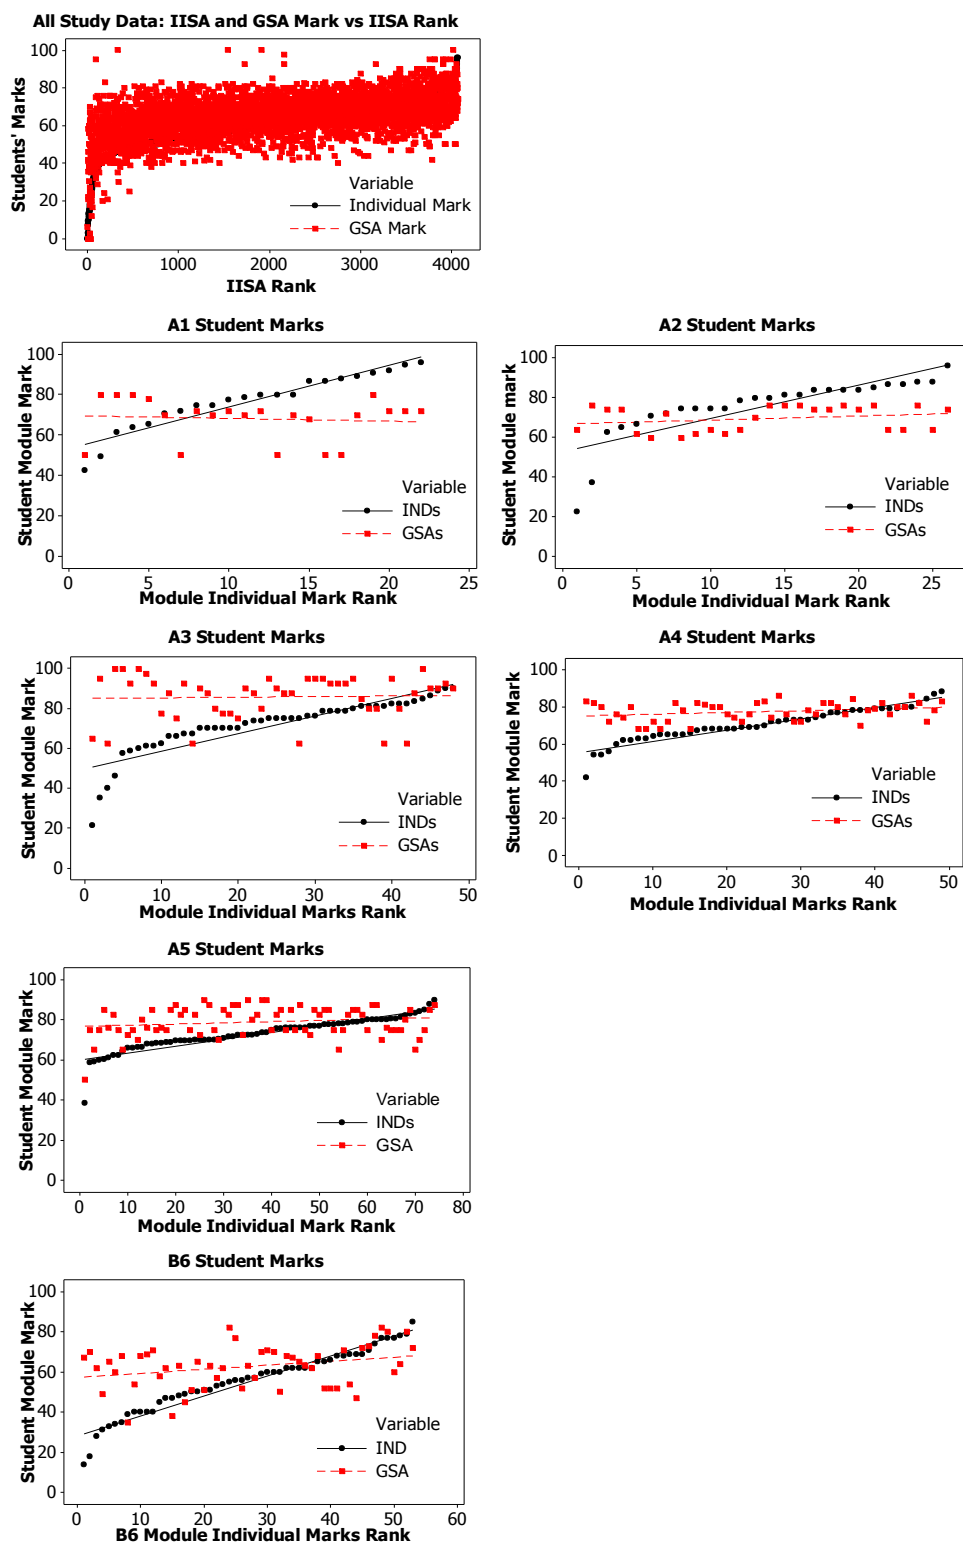 All Study Data: IISA and GSA Mark vs IISA Rank
Students' Marks
100
80
60
40
20
0
Variable
Individual Mark
GSA Mark
0 1000 2000 3000 4000
IISA Rank
A1 Student Marks
Student Module Mark
100
80
60
40
20
0
Variable
INDs
GSAs
0 5 10 15 20 25
Module Individual Mark Rank
A2 Student Marks
Student Module mark
100
80
60
40
20
0
Variable
INDs
GSAs
0 5 10 15 20 25
Module Individual Mark Rank
A3 Student Marks
Student Module Mark
100
80
60
40
20
0
Variable
INDs
GSAs
0 10 20 30 40 50
Module Individual Marks Rank
A4 Student Marks
Student Module Mark
100
80
60
40
20
0
Variable
INDs
GSAs
0 10 20 30 40 50
Module Individual Marks Rank
A5 Student Marks
Student Module Mark
100
80
60
40
20
0
Variable
INDs
GSA
0 10 20 30 40 50 60 70 80
Module Individual Mark Rank
B6 Student Marks
Student Module Mark
100
80
60
40
20
0
Variable
IND
GSA
0 10 20 30 40 50 60
B6 Module Individual Marks Rank